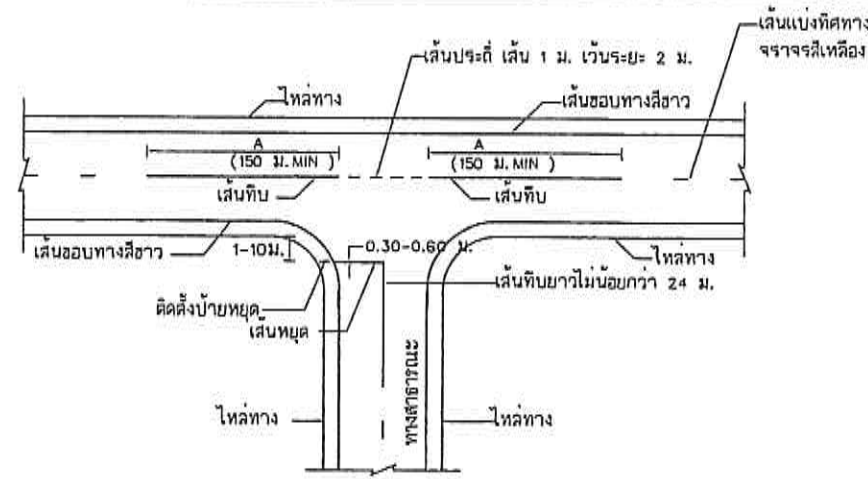 เส้นแบ่งทิศทาง
จราจรสีเหลือง
เส้นประถี่ เส้น 1 ม. เว้นระยะ 2 ม.
ไหล่ทาง
เส้นขอบทางสีขาว
A
(150 ม. MIN )
A
(150 ม. MIN )
เส้นทึบ
เส้นทึบ
เส้นขอบทางสีขาว
1-10ม.
0.30-0.60 ม.
ไหล่ทาง
เส้นทึบยาวไม่น้อยกว่า 24 ม.
ติดตั้งป้ายหยุด
เส้นหยุด
ทางสาธารณะ
ไหล่ทาง
ไหล่ทาง